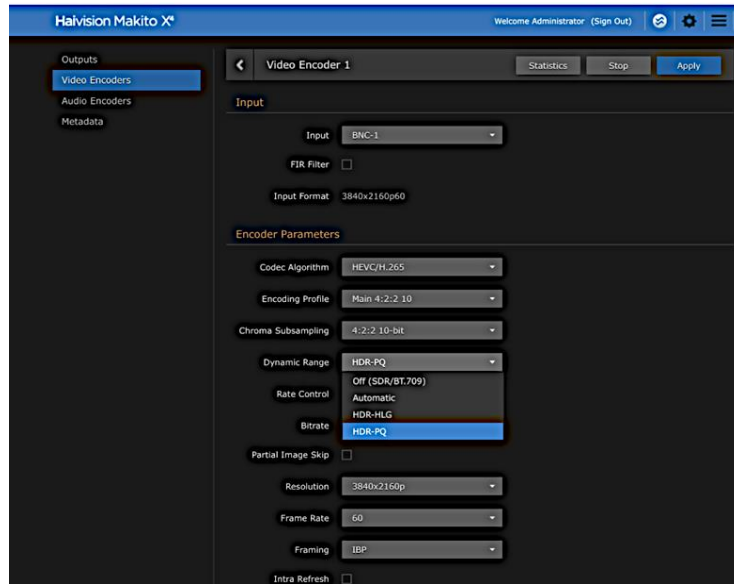 Haivision Makito X⁴
Welcome Administrator (Sign Out)
Outputs
Video Encoders
Audio Encoders
Metadata
Video Encoder 1
Statistics
Stop
Apply
Input
Input BNC-1
FIR Filter
Input Format 3840x2160p60
Encoder Parameters
Codec Algorithm HEVC/H.265
Encoding Profile Main 4:2:2 10
Chroma Subsampling 4:2:2 10-bit
Dynamic Range HDR-PQ
Off (SDR/BT.709)
Rate Control Automatic
HDR-HLG
Bitrate HDR-PQ
Partial Image Skip
Resolution 3840x2160p
Frame Rate 60
Framing IBP
Intra Refresh